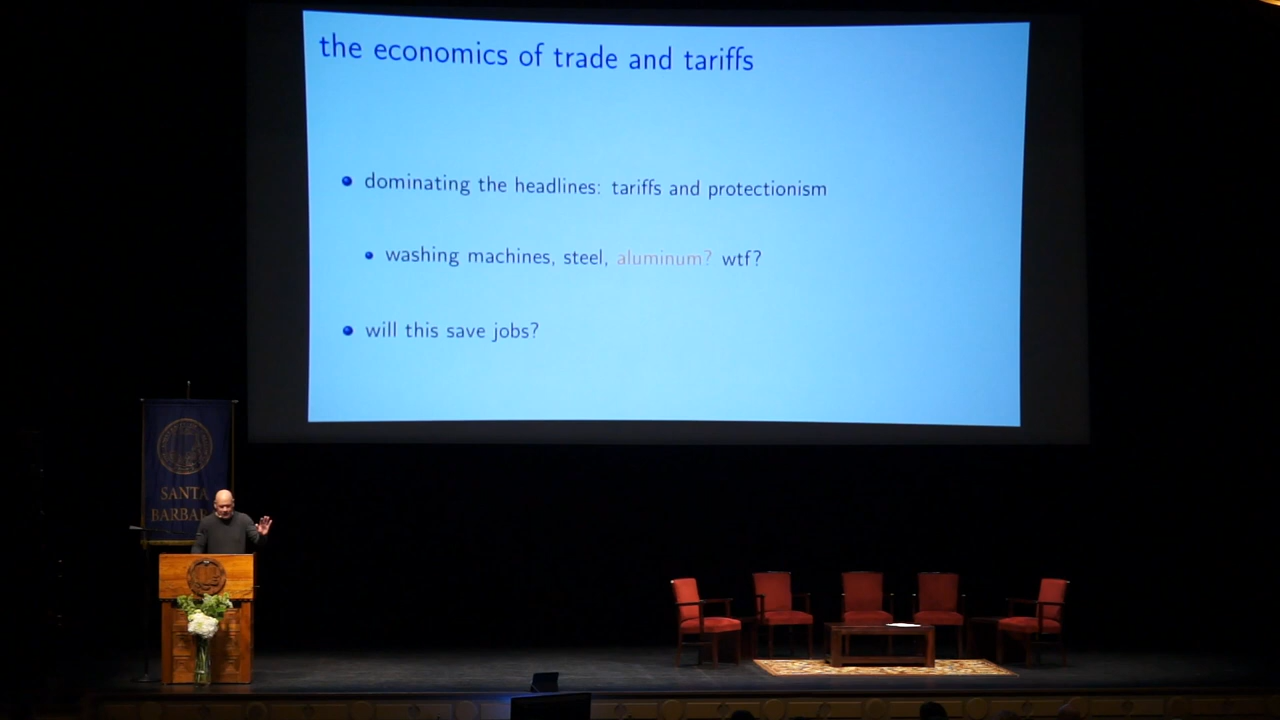 the economics of trade and tariffs
dominating the headlines: tariffs and protectionism
washing machines, steel, aluminum? wtf?
will this save jobs?
SANTA
BARBAR